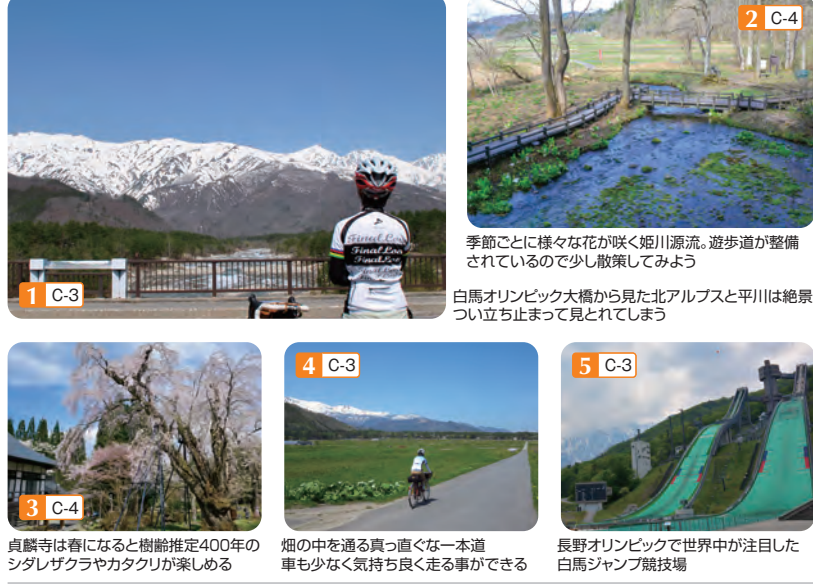 1 C-3
2 C-4
季節ごとに様々な花が咲く姫川源流。遊歩道が整備
されているので少し散策してみよう
白馬オリンピック大橋から見た北アルプスと平川は絶景
つい立ち止まって見とれてしまう
3 C-4
貞麟寺は春になると樹齢推定400年の
シダレザクラやカタクリが楽しめる
4 C-3
畑の中を通る真っ直ぐな一本道
車も少なく気持ち良く走る事ができる
5 C-3
長野オリンピックで世界中が注目した
白馬ジャンプ競技場